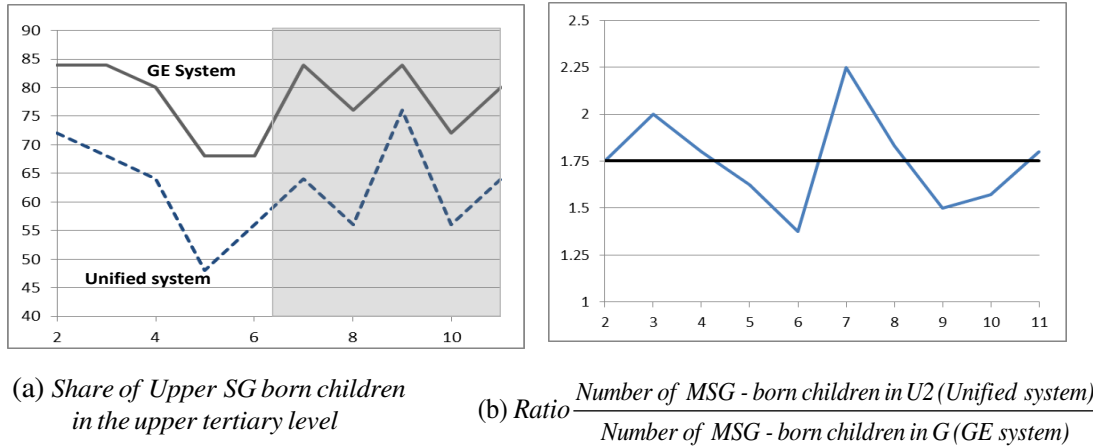 90
85
80
75
70
65
60
55
50
45
40
GE System
Unified system
2 4 6 8 10
2.5
2.25
2
1.75
1.5
1.25
1
2 3 4 5 6 7 8 9 10 11
(a) Share of Upper SG born children
in the upper tertiary level
(b) Ratio Number of MSG - born children in U2 (Unified system)
Number of MSG - born children in G (GE system)